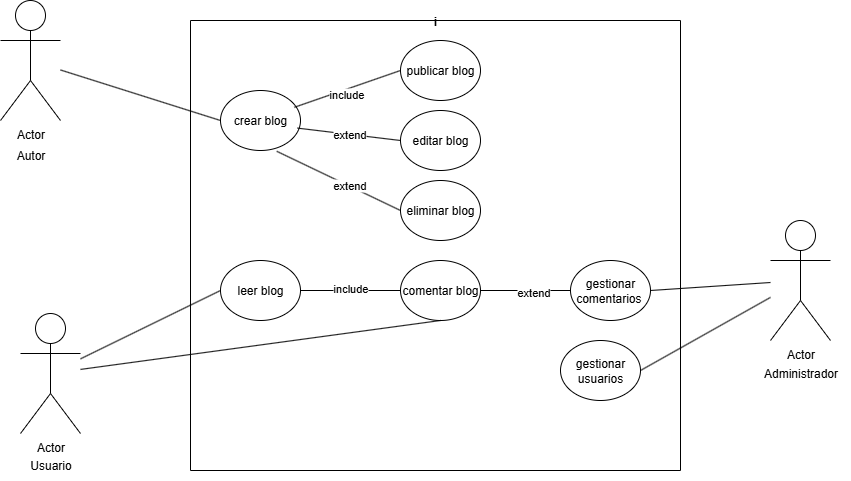 i
publicar blog
include
crear blog
extend
editar blog
Actor
Autor
extend
eliminar blog
leer blog
include
comentar blog
extend
gestionar
comentarios
gestionar
usuarios
Actor
Administrador
Actor
Usuario